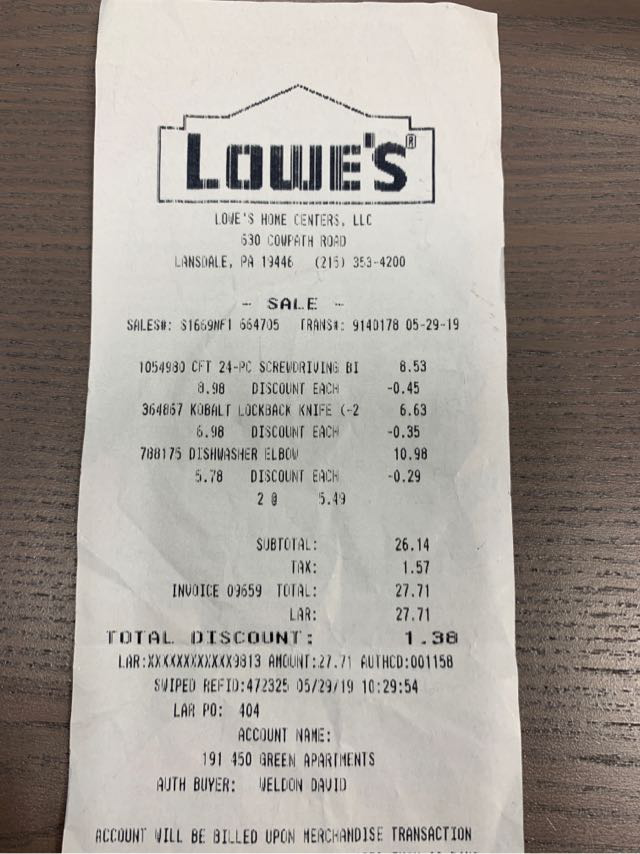 LOWE'S®
LOWE'S HOME CENTERS, LLC
630 COWPATH ROAD
LANSDALE, PA 19446 (215) 353-4200
- SALE -
SALES#: S1669NF1 664705 TRANS#: 9140178 05-29-19
1054980 CFT 24-PC SCREWDRIVING BI 8.53
8.98 DISCOUNT EACH -0.45
364867 KOBALT LOCKBACK KNIFE (-2 6.63
6.98 DISCOUNT EACH -0.35
788175 DISHWASHER ELBOW 10.98
5.78 DISCOUNT EACH -0.29
2 @ 5.49
SUBTOTAL: 26.14
TAX: 1.57
INVOICE 09659 TOTAL: 27.71
LAR: 27.71
TOTAL DISCOUNT: 1.38
LAR:XXXXXXXXXXXX9813 AMOUNT:27.71 AUTHCD:001158
SWIPED REFID:472325 05/29/19 10:29:54
LAR PO: 404
ACCOUNT NAME:
191 450 GREEN APARTMENTS
AUTH BUYER: WELDON DAVID
ACCOUNT WILL BE BILLED UPON MERCHANDISE TRANSACTION